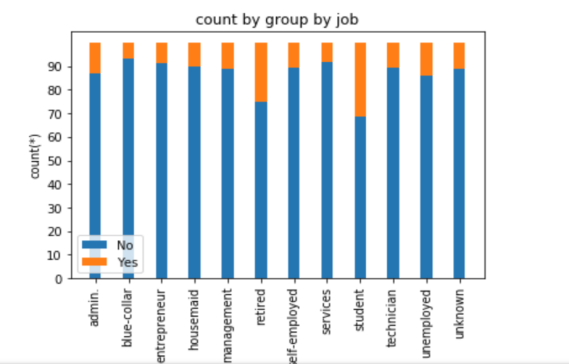 count by group by job
count(*)
90
80
70
60
50
40
30
20
10
0
No
Yes
admin.
blue-collar
entrepreneur
housemaid
management
retired
elf-employed
services
student
technician
unemployed
unknown